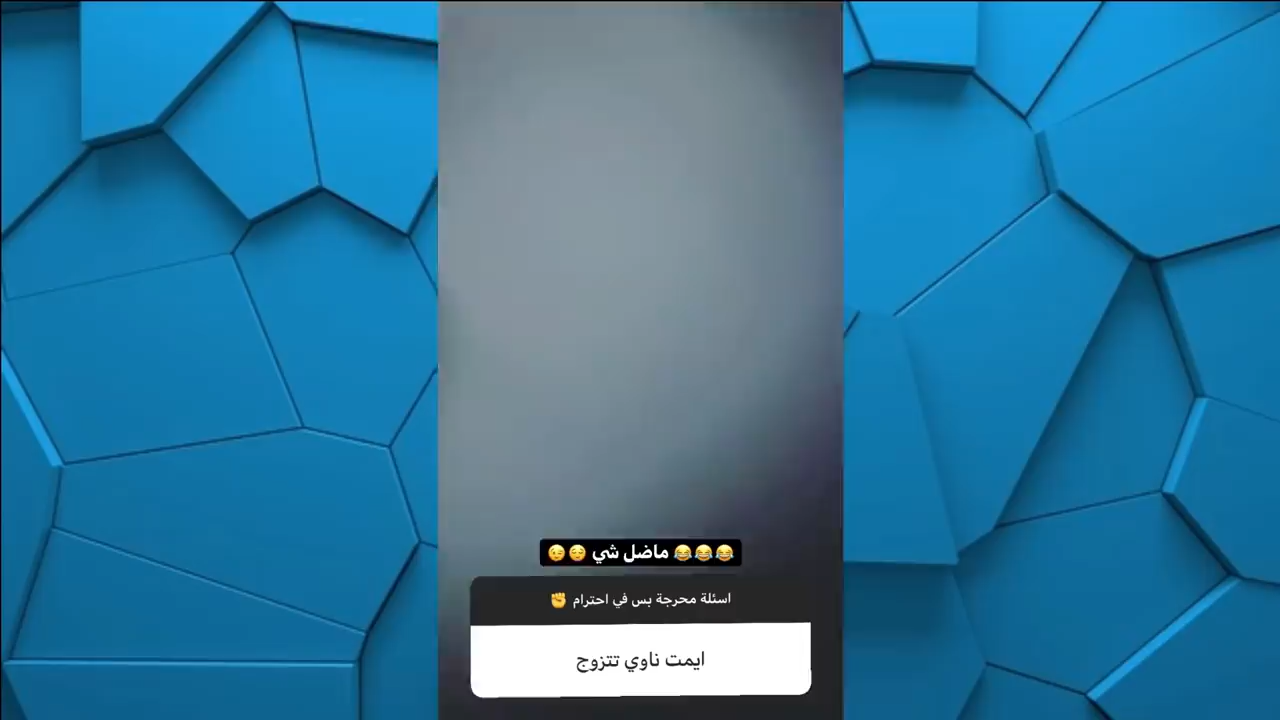 😂😂😂 ماضل شي 😌😉
اسئلة محرجة بس في احترام ✊
ايمت ناوي تتزوج